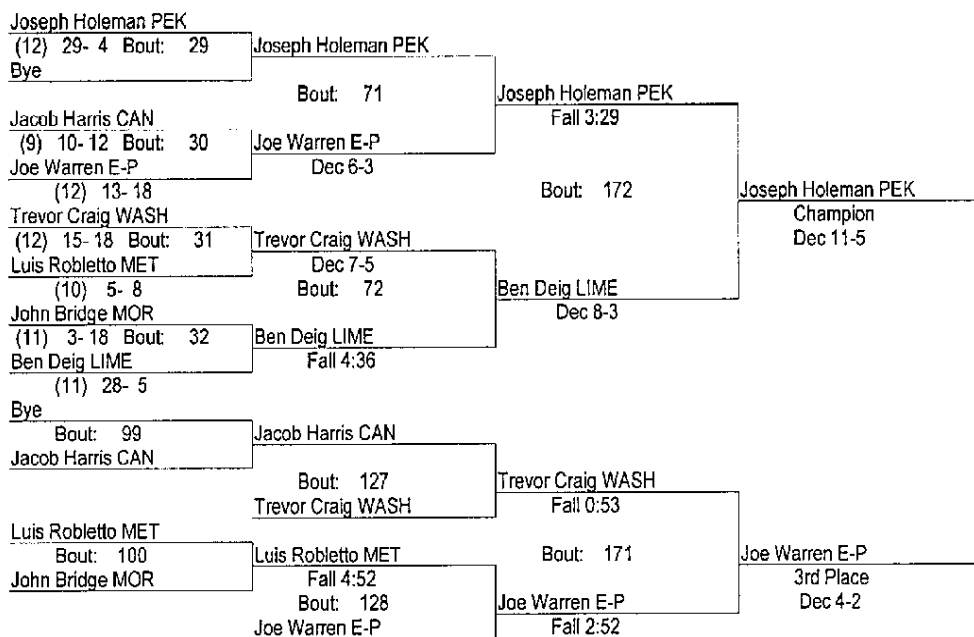 Joseph Holeman PEK
(12) 29- 4 Bout: 29
Bye
Joseph Holeman PEK
Bout: 71
Jacob Harris CAN
(9) 10- 12 Bout: 30
Joe Warren E-P
(12) 13- 18
Joe Warren E-P
Dec 6-3
Joseph Holeman PEK
Fall 3:29
Bout: 172
Trevor Craig WASH
(12) 15- 18 Bout: 31
Luis Robletto MET
(10) 5- 8
Trevor Craig WASH
Dec 7-5
Bout: 72
John Bridge MOR
(11) 3- 18 Bout: 32
Ben Deig LIME
(11) 28- 5
Ben Deig LIME
Fall 4:36
Ben Deig LIME
Dec 8-3
Joseph Holeman PEK
Champion
Dec 11-5
Bye
Bout: 99
Jacob Harris CAN
Jacob Harris CAN
Bout: 127
Trevor Craig WASH
Trevor Craig WASH
Fall 0:53
Bout: 171
Luis Robletto MET
Bout: 100
John Bridge MOR
Luis Robletto MET
Fall 4:52
Bout: 128
Joe Warren E-P
Joe Warren E-P
Fall 2:52
Joe Warren E-P
3rd Place
Dec 4-2